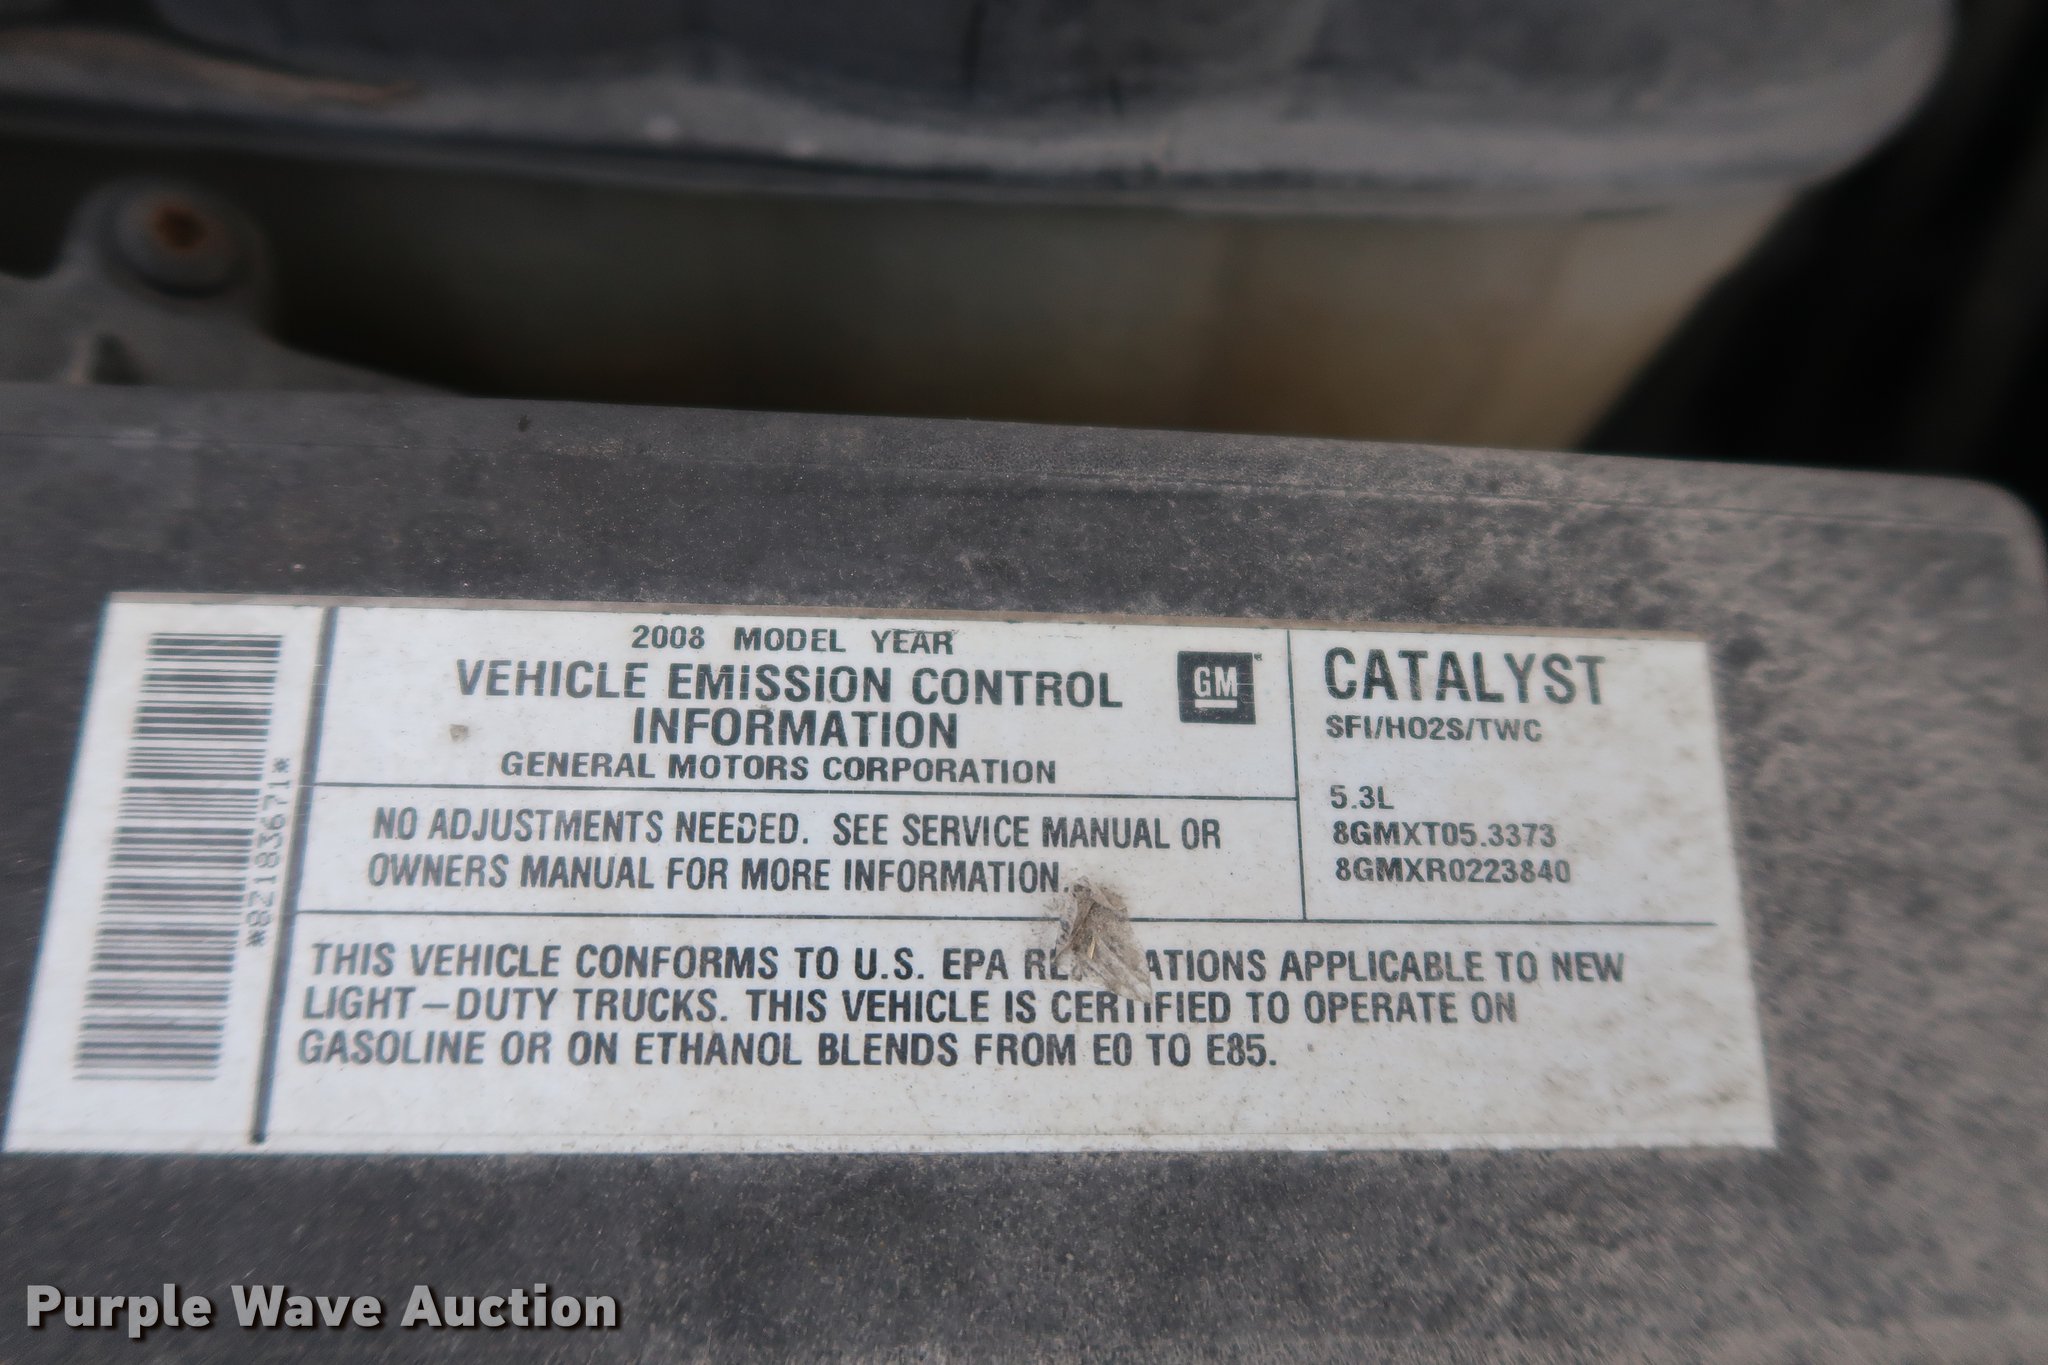 2008 MODEL YEAR
VEHICLE EMISSION CONTROL
INFORMATION
GENERAL MOTORS CORPORATION
GM
CATALYST
SFI/HO2S/TWC
5.3L
8GMXT05.3373
8GMXR0223840
NO ADJUSTMENTS NEEDED. SEE SERVICE MANUAL OR
OWNERS MANUAL FOR MORE INFORMATION.
THIS VEHICLE CONFORMS TO U.S. EPA APPLICABLE TO NEW
LIGHT-DUTY TRUCKS. THIS VEHICLE IS CERTIFIED TO OPERATE ON
GASOLINE OR ON ETHANOL BLENDS FROM E0 TO E85.
*82183671*
Purple Wave Auction